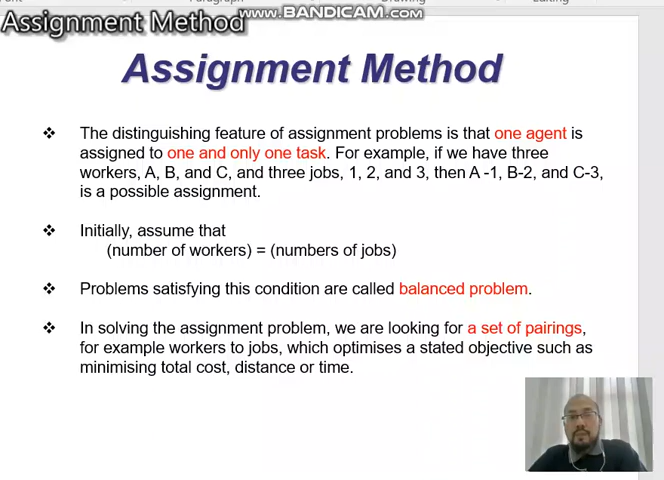 Assignment Method
www.BANDICAM.com
Assignment Method
The distinguishing feature of assignment problems is that one agent is
assigned to one and only one task. For example, if we have three
workers, A, B, and C, and three jobs, 1, 2, and 3, then A -1, B-2, and C-3,
is a possible assignment.
Initially, assume that
(number of workers) = (numbers of jobs)
Problems satisfying this condition are called balanced problem.
In solving the assignment problem, we are looking for a set of pairings,
for example workers to jobs, which optimises a stated objective such as
minimising total cost, distance or time.